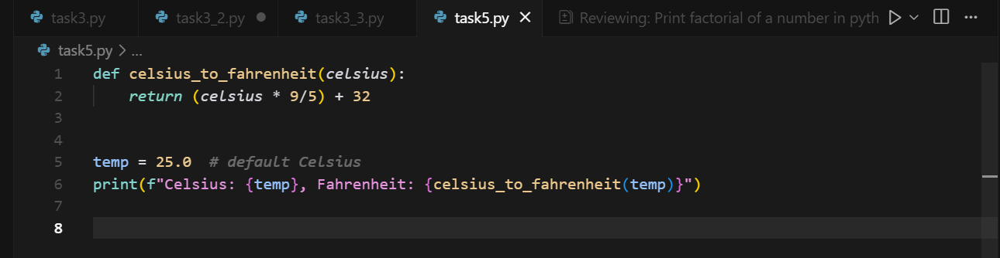 task3.py task3_2.py task3_3.py task5.py Reviewing: Print factorial of a number in pyth
task5.py > ...
1 def celsius_to_fahrenheit(celsius):
2     return (celsius * 9/5) + 32
3
4
5 temp = 25.0  # default Celsius
6 print(f"Celsius: {temp}, Fahrenheit: {celsius_to_fahrenheit(temp)}")
7
8